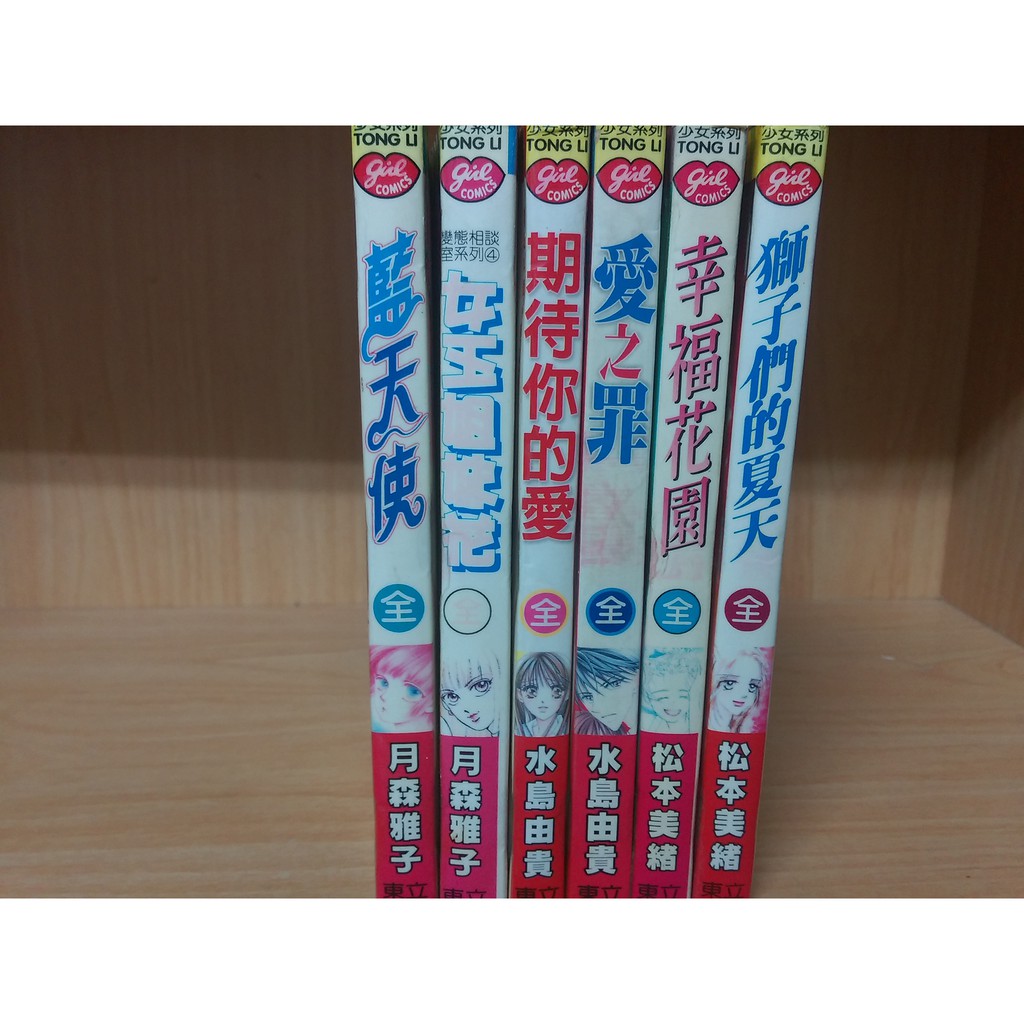 少女系列
TONG LI
girl
COMICS
藍天使
全
月森雅子
東立
少女系列
TONG LI
girl
COMICS
變態相談
室系列④
全
月森雅子
東立
少女系列
TONG LI
girl
COMICS
期待你的愛
全
水島由貴
東立
少女系列
TONG LI
girl
COMICS
愛之罪
全
水島由貴
東立
少女系列
TONG LI
girl
COMICS
幸福花園
全
松本美緒
東立
少女系列
TONG LI
girl
COMICS
獅子們的夏天
全
松本美緒
東立